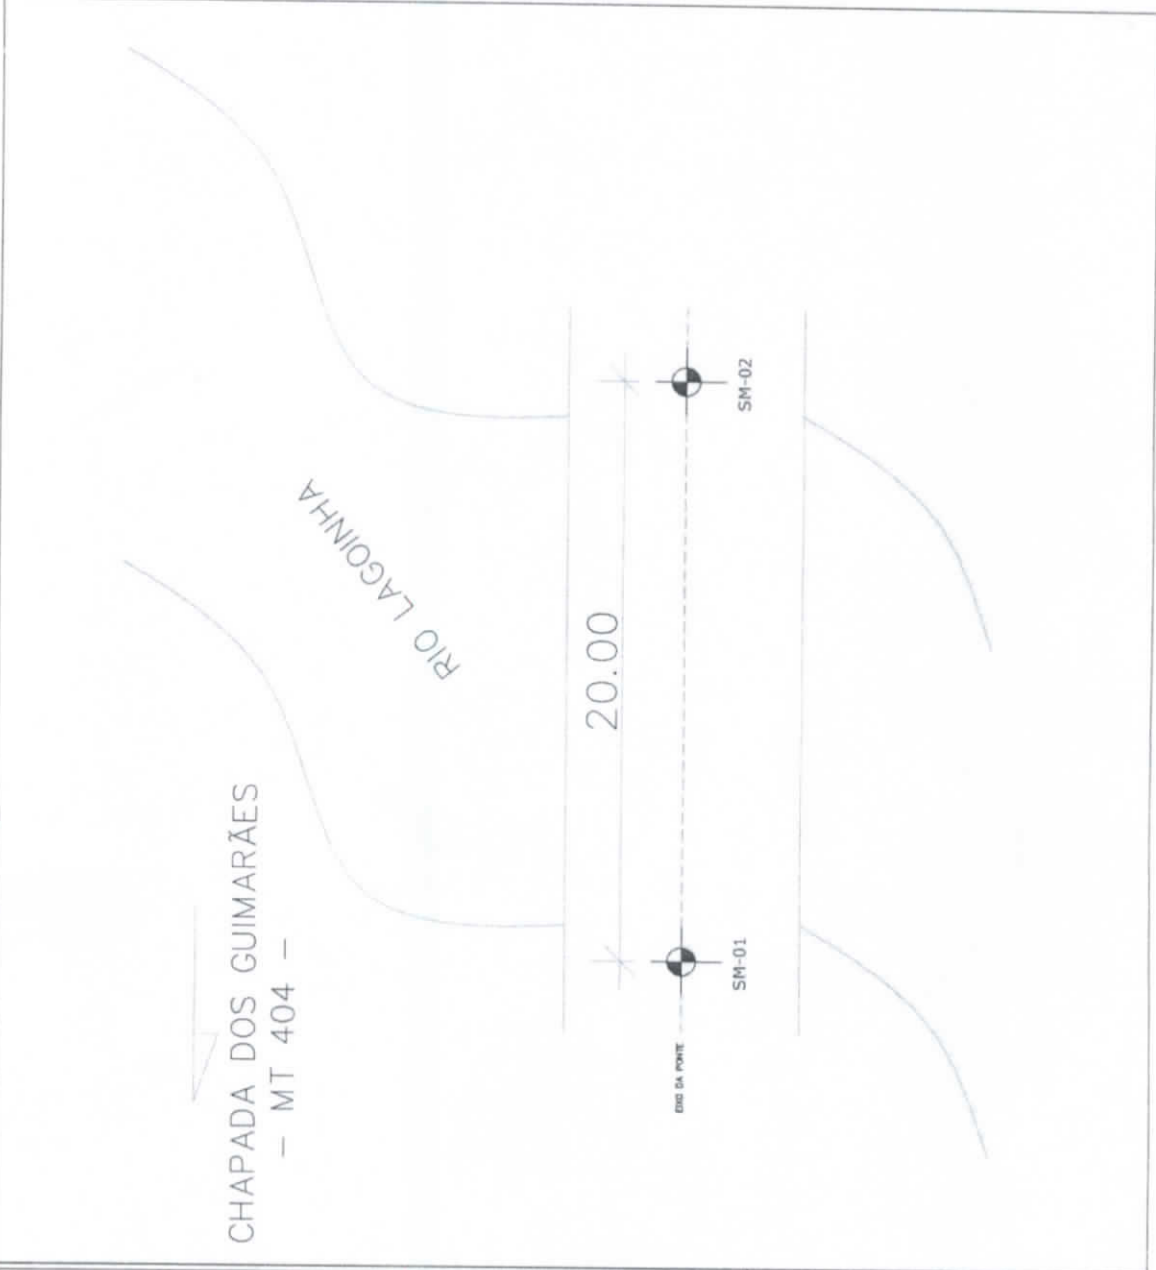 CHAPADA DOS GUIMARÃES
– MT 404 –
RIO LAGOINHA
20.00
EIXO DA PONTE
SM-01
SM-02